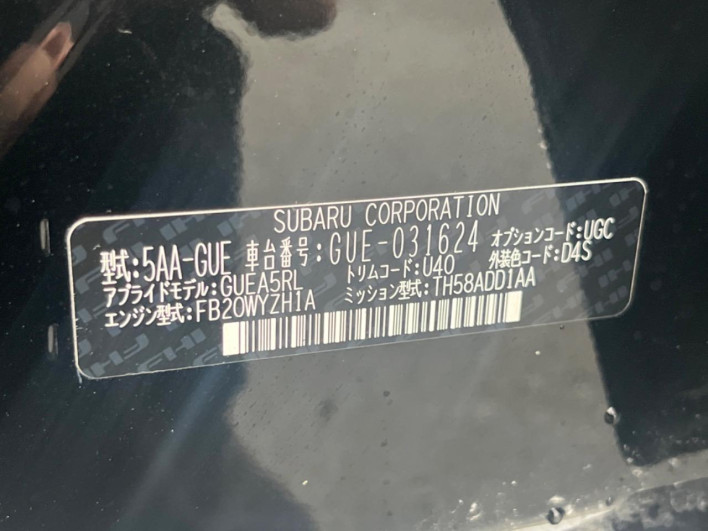 SUBARU CORPORATION
型式:5AA-GUE 車台番号:GUE-031624 オプションコード:UGC
アプライドモデル:GUEA5RL トリムコード:U40 外装色コード:D4S
エンジン型式:FB20WYZH1A ミッション型式:TH58ADD1AA